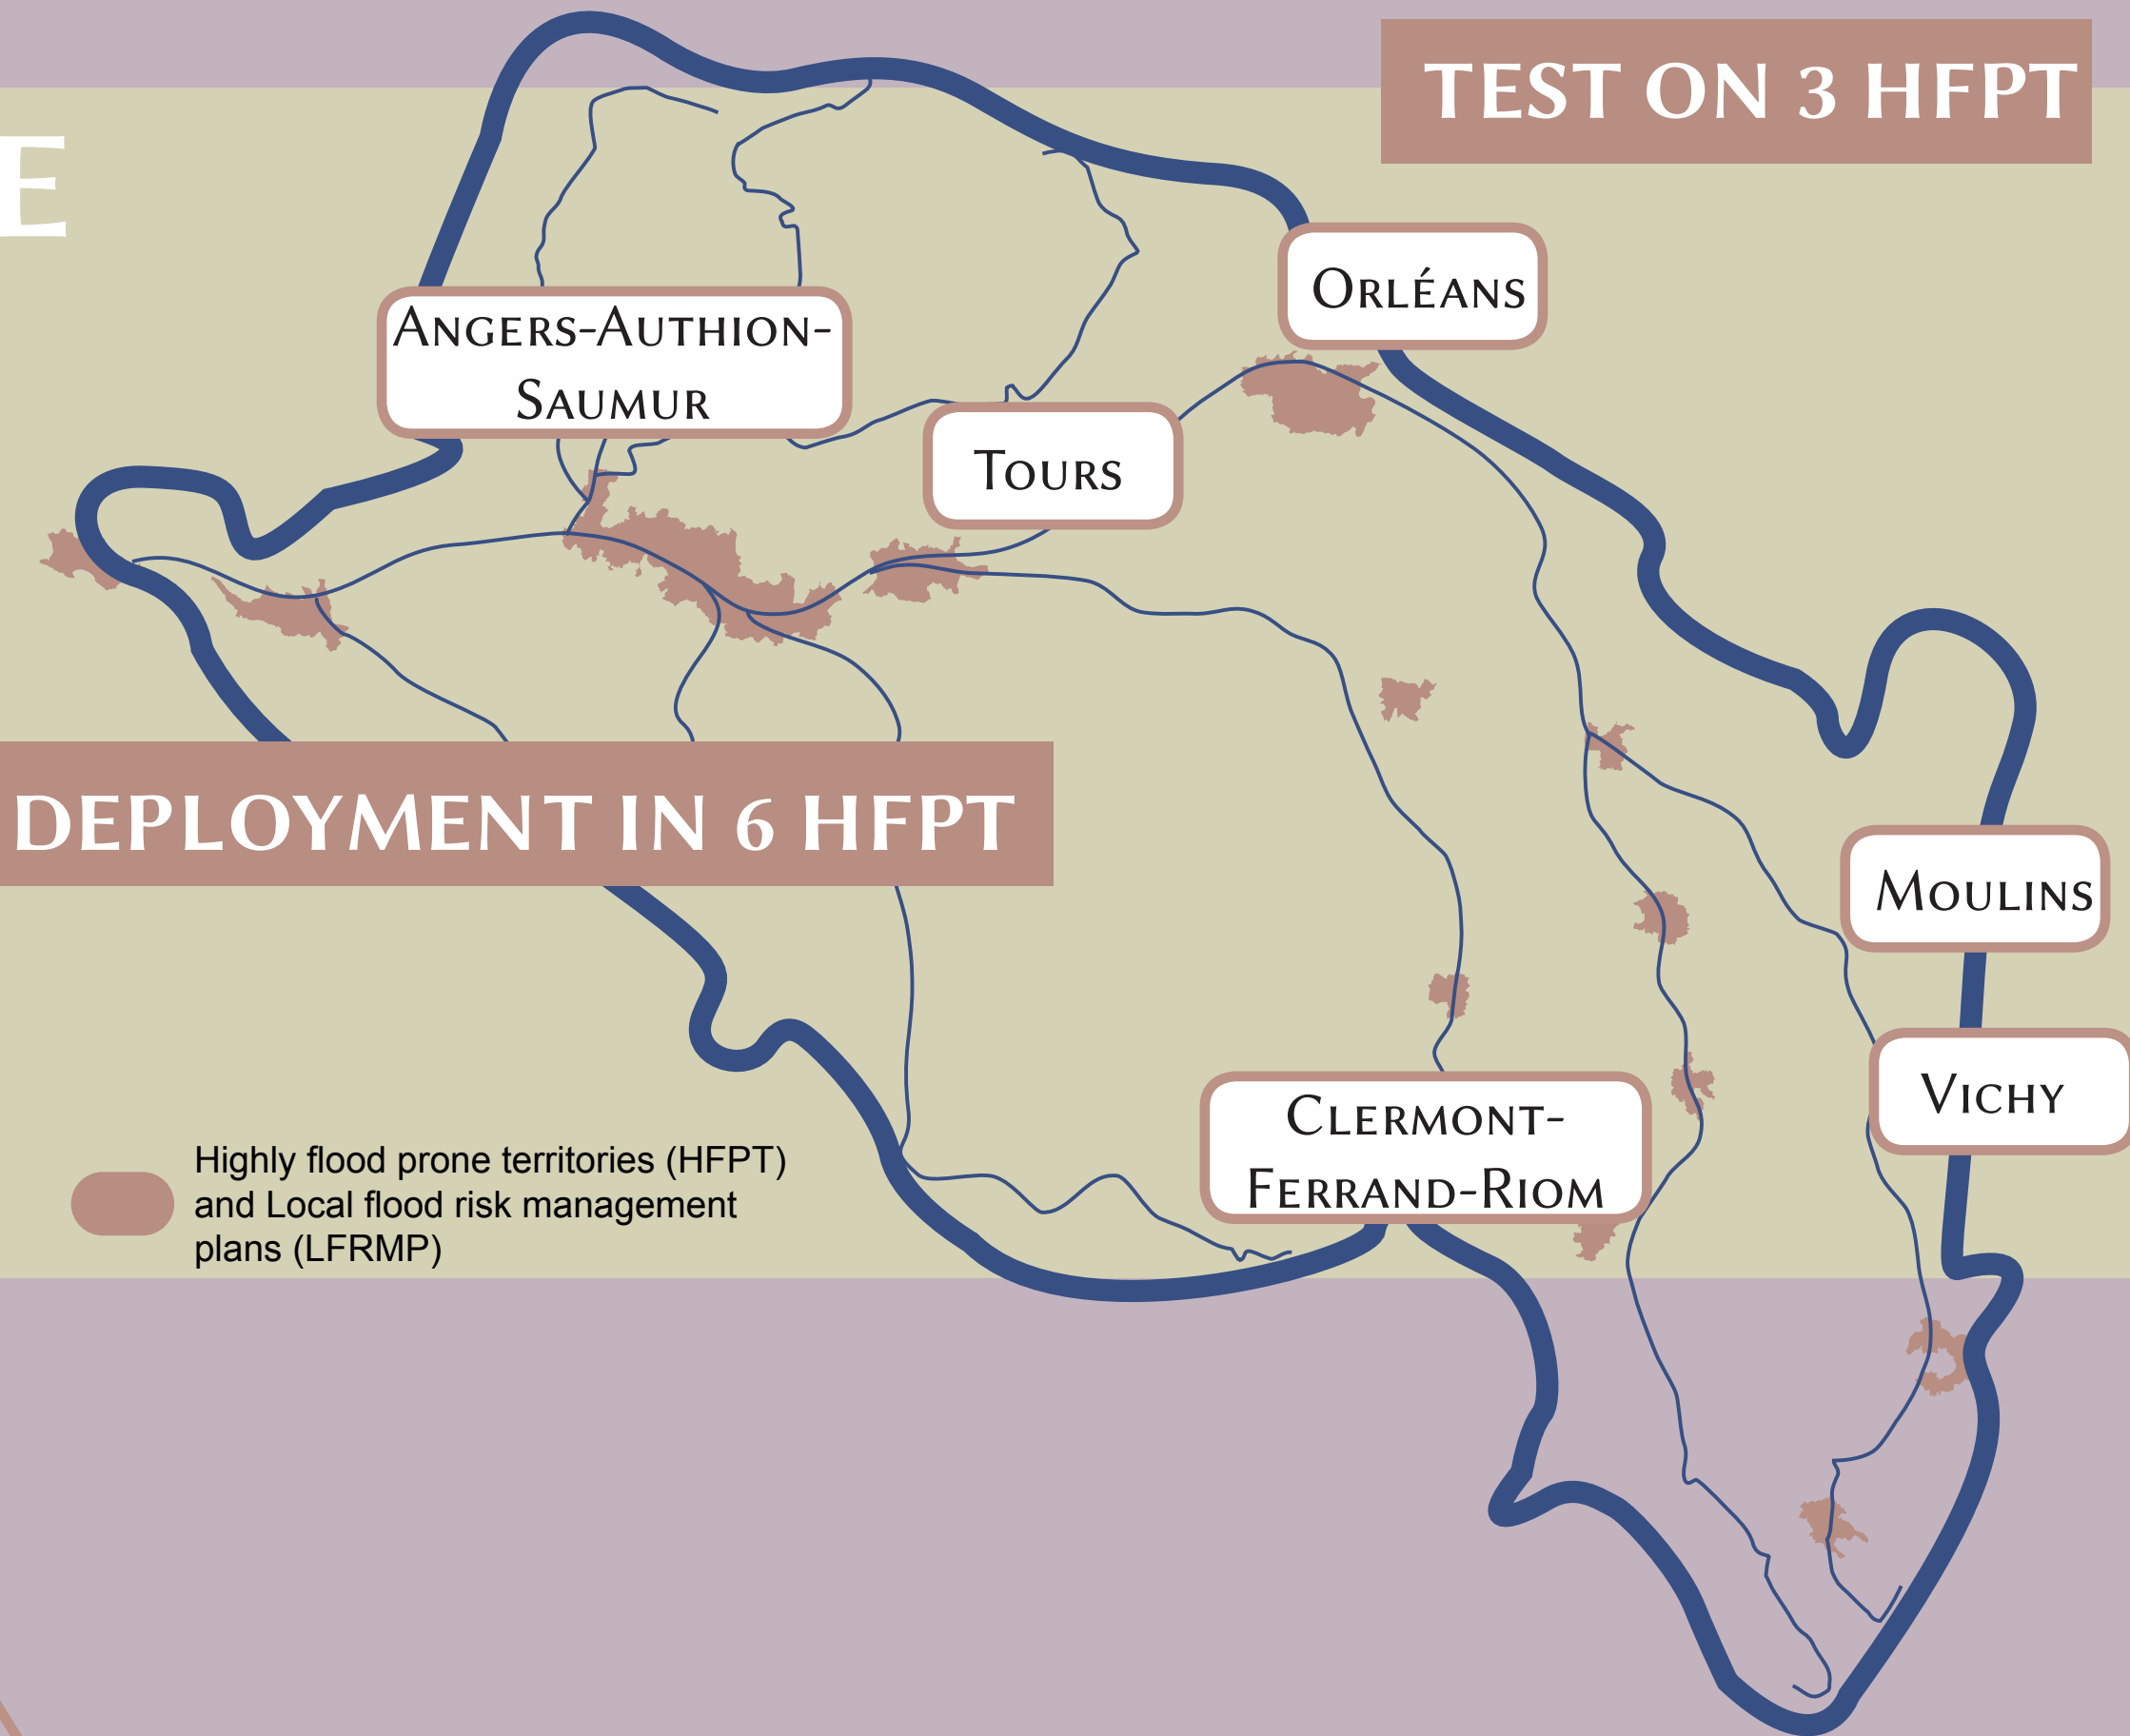 TEST ON 3 HFPT
E
ORLÉANS
ANGERS-AUTHION-
SAUMUR
TOURS
DEPLOYMENT IN 6 HFPT
MOULINS
VICHY
CLERMONT-
FERRAND-RIOM
Highly flood prone territories (HFPT)
and Local flood risk management
plans (LFRMP)